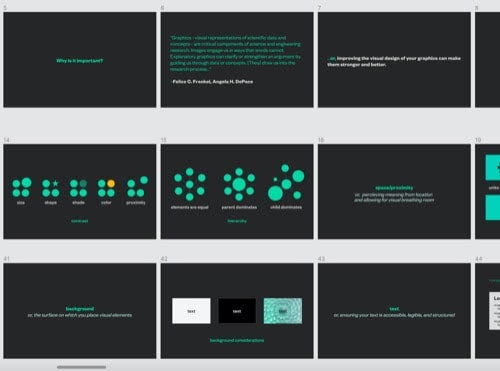 5
6
7
8
Why is it important?
"Graphics - visual representations of scientific data and
concepts - are critical components of science and engineering
research. Images engage us in ways that words cannot.
Explanatory graphics can clarify or strengthen an argument by
guiding us through data or concepts. [They] draw us into the
research process..."
-Felice C. Frankel, Angela H. DePace
...or, improving the visual design of your graphics can make
them stronger and better.
14
15
size
shape
shade
color
proximity
contrast
elements are equal
parent dominates
child dominates
hierarchy
space/proximity
or, perceiving meaning from location
and allowing for visual breathing room
41
42
43
44
background
or, the surface on which you place visual elements
text
text
text
background considerations
text
or ensuring your text is accessible, legible, and structured